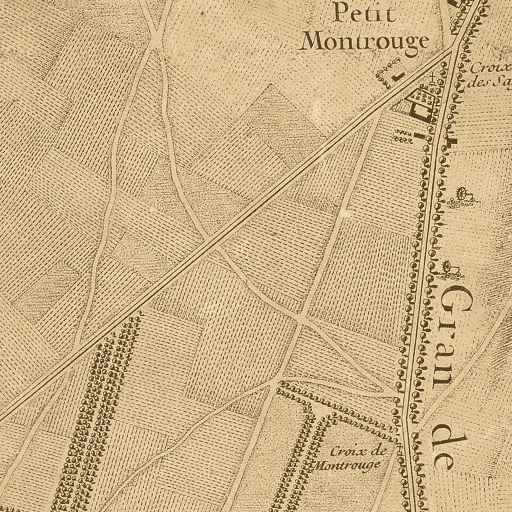 Petit
Montrouge
Croix
des Sa
Gran de
Croix de
Montrouge